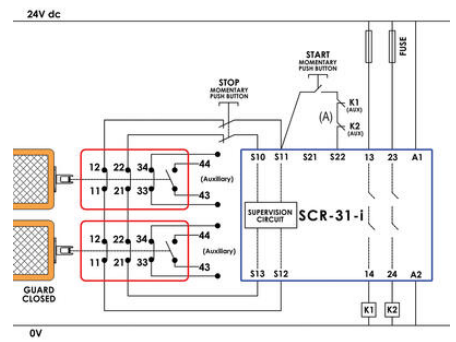 24V dc
START
MOMENTARY
PUSH BUTTON
FUSE
STOP
MOMENTARY
PUSH BUTTON
K1
(AUX)
(A)
K2
(AUX)
S10 S11 S21 S22 13 23 A1
12 22 34 44
(Auxiliary)
11 21 33 43
SUPERVISION
CIRCUIT
SCR-31-i
12 22 34 44
(Auxiliary)
11 21 33 43
S13 S12 14 24 A2
GUARD
CLOSED
K1 K2
0V